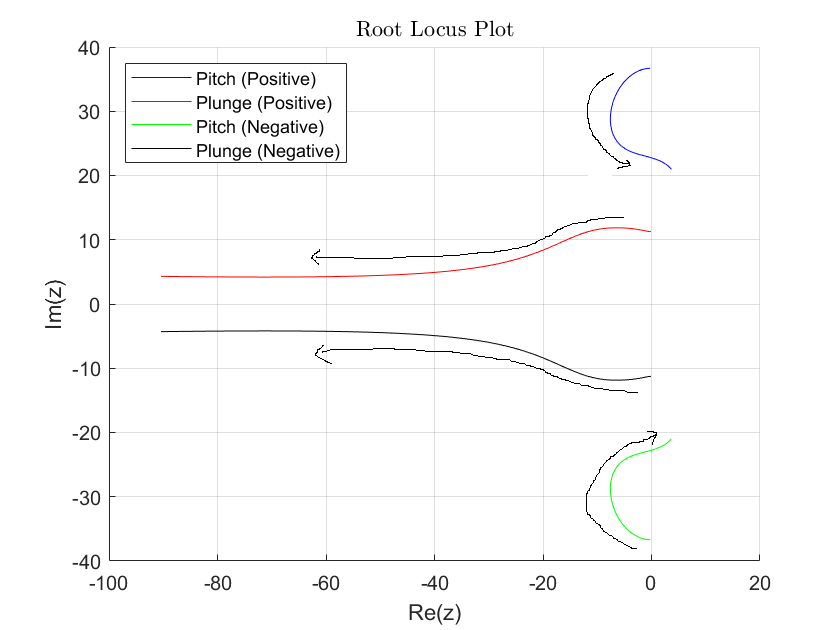 Root Locus Plot
Pitch (Positive)
Plunge (Positive)
Pitch (Negative)
Plunge (Negative)
40
30
20
10
0
-10
-20
-30
-40
Im(z)
-100 -80 -60 -40 -20 0 20
Re(z)